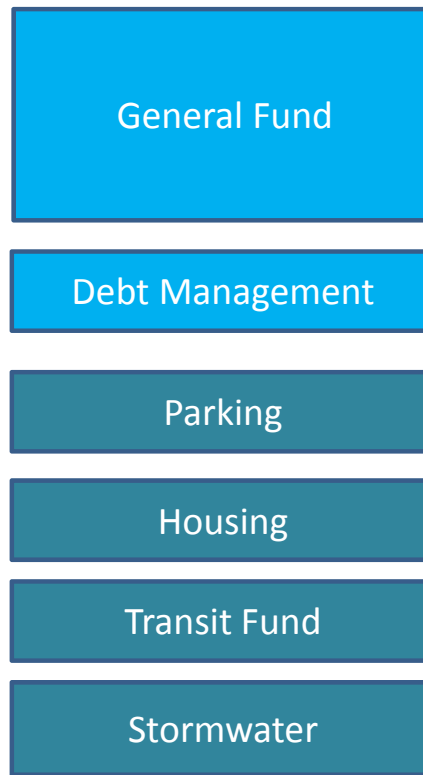 General Fund
Debt Management
Parking
Housing
Transit Fund
Stormwater